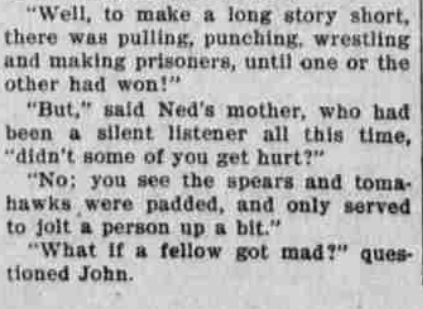 "Well, to make a long story short,
there was pulling, punching, wrestling
and making prisoners, until one or the
other had won!"
"But," said Ned's mother, who had
been a silent listener all this time,
"didn't some of you get hurt?"
"No; you see the spears and toma-
hawks were padded, and only served
to jolt a person up a bit."
"What if a fellow got mad?" ques-
tioned John.